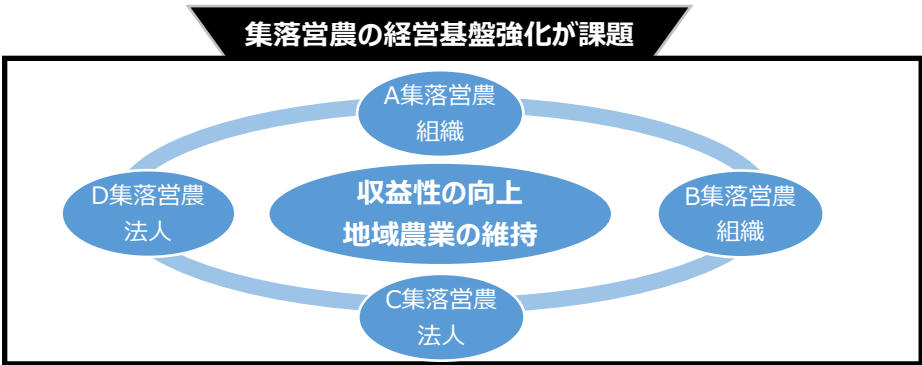 集落営農の経営基盤強化が課題
A集落営農
組織
D集落営農
法人
収益性の向上
地域農業の維持
B集落営農
組織
C集落営農
法人